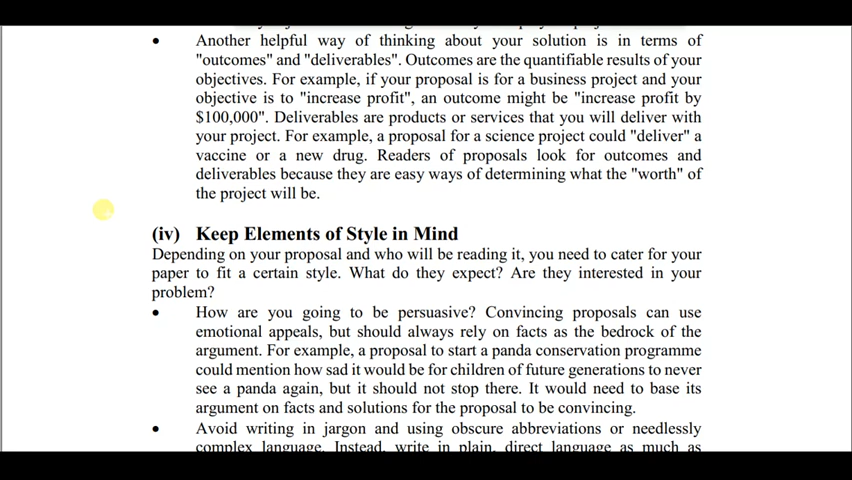 • Another helpful way of thinking about your solution is in terms of
"outcomes" and "deliverables". Outcomes are the quantifiable results of your
objectives. For example, if your proposal is for a business project and your
objective is to "increase profit", an outcome might be "increase profit by
$100,000". Deliverables are products or services that you will deliver with
your project. For example, a proposal for a science project could "deliver" a
vaccine or a new drug. Readers of proposals look for outcomes and
deliverables because they are easy ways of determining what the "worth" of
the project will be.
(iv) Keep Elements of Style in Mind
Depending on your proposal and who will be reading it, you need to cater for your
paper to fit a certain style. What do they expect? Are they interested in your
problem?
• How are you going to be persuasive? Convincing proposals can use
emotional appeals, but should always rely on facts as the bedrock of the
argument. For example, a proposal to start a panda conservation programme
could mention how sad it would be for children of future generations to never
see a panda again, but it should not stop there. It would need to base its
argument on facts and solutions for the proposal to be convincing.
• Avoid writing in jargon and using obscure abbreviations or needlessly
complex language. Instead, write in plain, direct language as much as